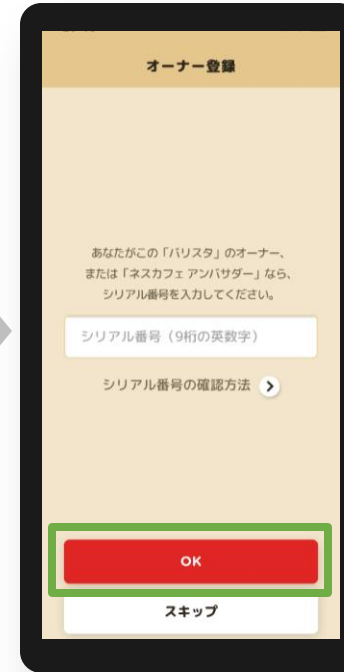 オーナー登録
あなたがこの「バリスタ」のオーナー、
または「ネスカフェ アンバサダー」なら、
シリアル番号を入力してください。
シリアル番号（9桁の英数字）
シリアル番号の確認方法
OK
スキップ